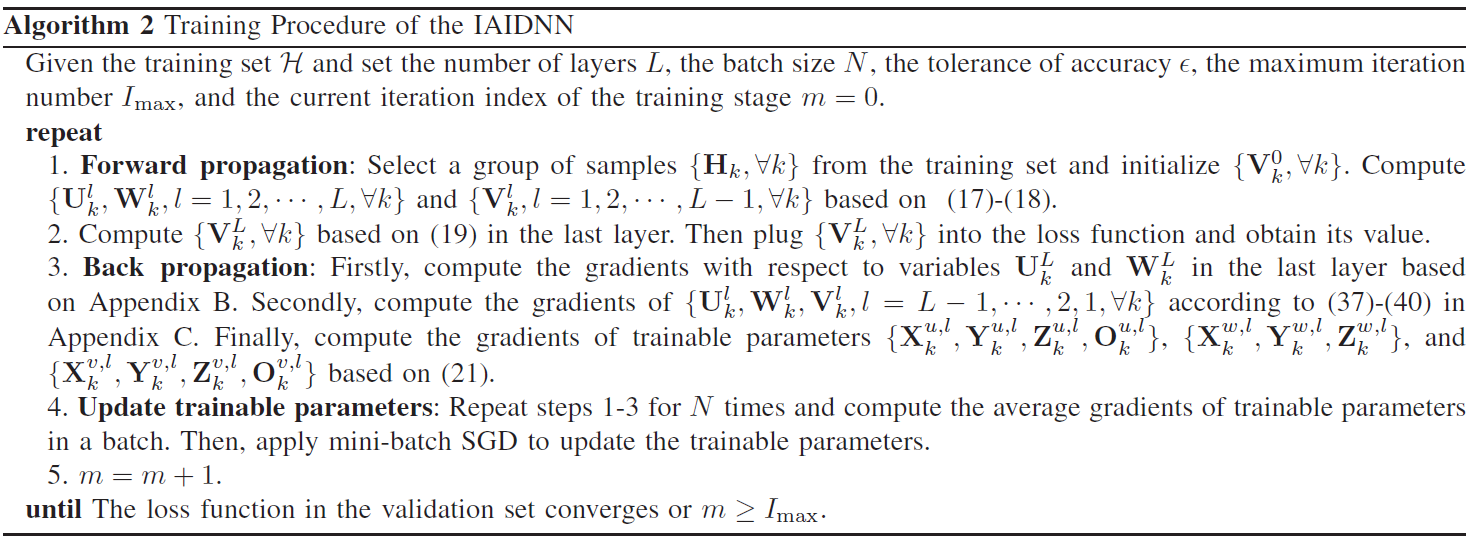 Algorithm 2 Training Procedure of the IAIDNN
Given the training set $\mathcal{H}$ and set the number of layers $L$, the batch size $N$, the tolerance of accuracy $\epsilon$, the maximum iteration
number $I_{\max}$, and the current iteration index of the training stage $m = 0$.
repeat
1. Forward propagation: Select a group of samples $\{\mathbf{H}_k, \forall k\}$ from the training set and initialize $\{\mathbf{V}_k^0, \forall k\}$. Compute
$\{\mathbf{U}_k^l, \mathbf{W}_k^l, l = 1, 2, \cdots, L, \forall k\}$ and $\{\mathbf{V}_k^l, l = 1, 2, \cdots, L-1, \forall k\}$ based on (17)-(18).
2. Compute $\{\mathbf{V}_k^L, \forall k\}$ based on (19) in the last layer. Then plug $\{\mathbf{V}_k^L, \forall k\}$ into the loss function and obtain its value.
3. Back propagation: Firstly, compute the gradients with respect to variables $\mathbf{U}_k^L$ and $\mathbf{W}_k^L$ in the last layer based
on Appendix B. Secondly, compute the gradients of $\{\mathbf{U}_k^l, \mathbf{W}_k^l, \mathbf{V}_k^l, l = L-1, \cdots, 2, 1, \forall k\}$ according to (37)-(40) in
Appendix C. Finally, compute the gradients of trainable parameters $\{\mathbf{X}_k^{u,l}, \mathbf{Y}_k^{u,l}, \mathbf{Z}_k^{u,l}, \mathbf{O}_k^{u,l}\}$, $\{\mathbf{X}_k^{w,l}, \mathbf{Y}_k^{w,l}, \mathbf{Z}_k^{w,l}\}$, and
$\{\mathbf{X}_k^{v,l}, \mathbf{Y}_k^{v,l}, \mathbf{Z}_k^{v,l}, \mathbf{O}_k^{v,l}\}$ based on (21).
4. Update trainable parameters: Repeat steps 1-3 for $N$ times and compute the average gradients of trainable parameters
in a batch. Then, apply mini-batch SGD to update the trainable parameters.
5. $m = m + 1$.
until The loss function in the validation set converges or $m \geq I_{\max}$.